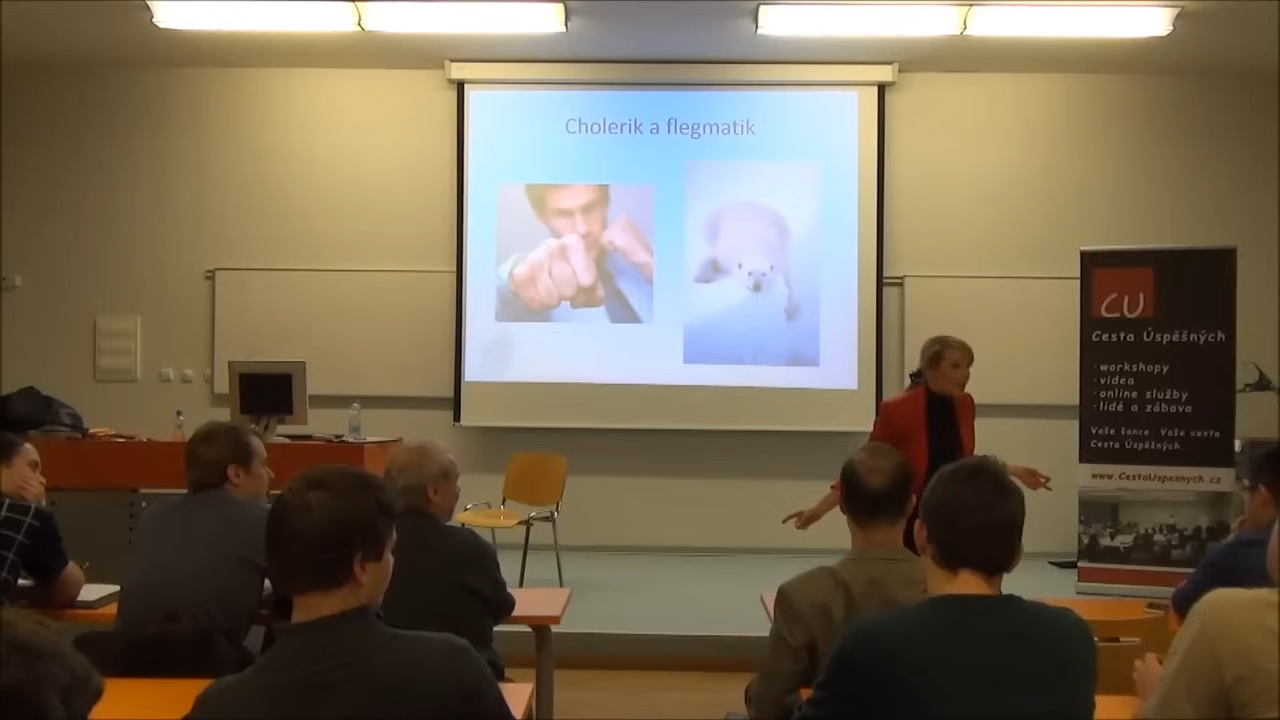 Cholerik a flegmatik
CU
Cesta Úspěšných
· workshopy
· videa
· online služby
· lidé a zábava
Vaše šance. Vaše cesta
Cesta Úspěšných.
www.CestaUspesnych.cz